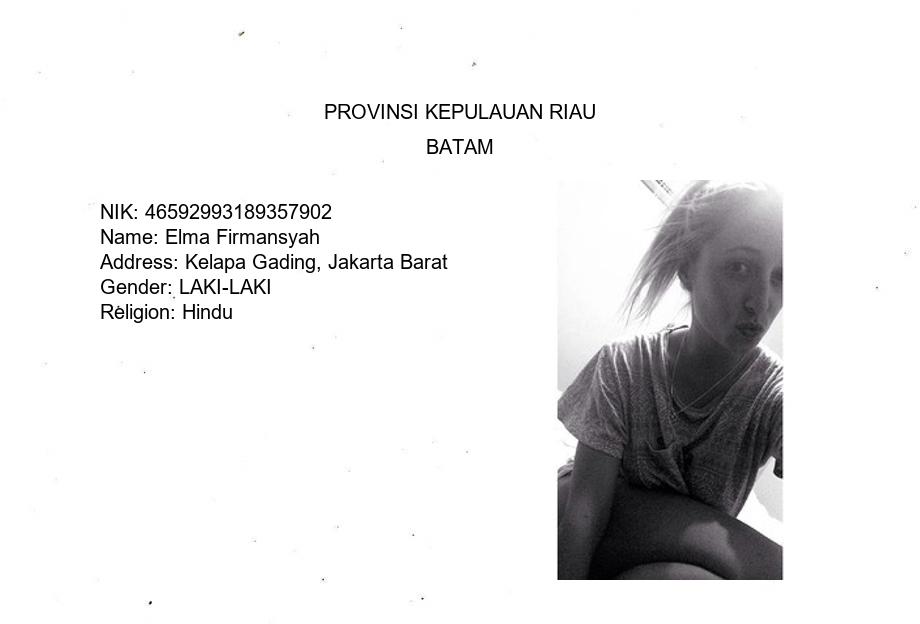 PROVINSI KEPULAUAN RIAU
BATAM
NIK: 46592993189357902
Name: Elma Firmansyah
Address: Kelapa Gading, Jakarta Barat
Gender: LAKI-LAKI
Religion: Hindu